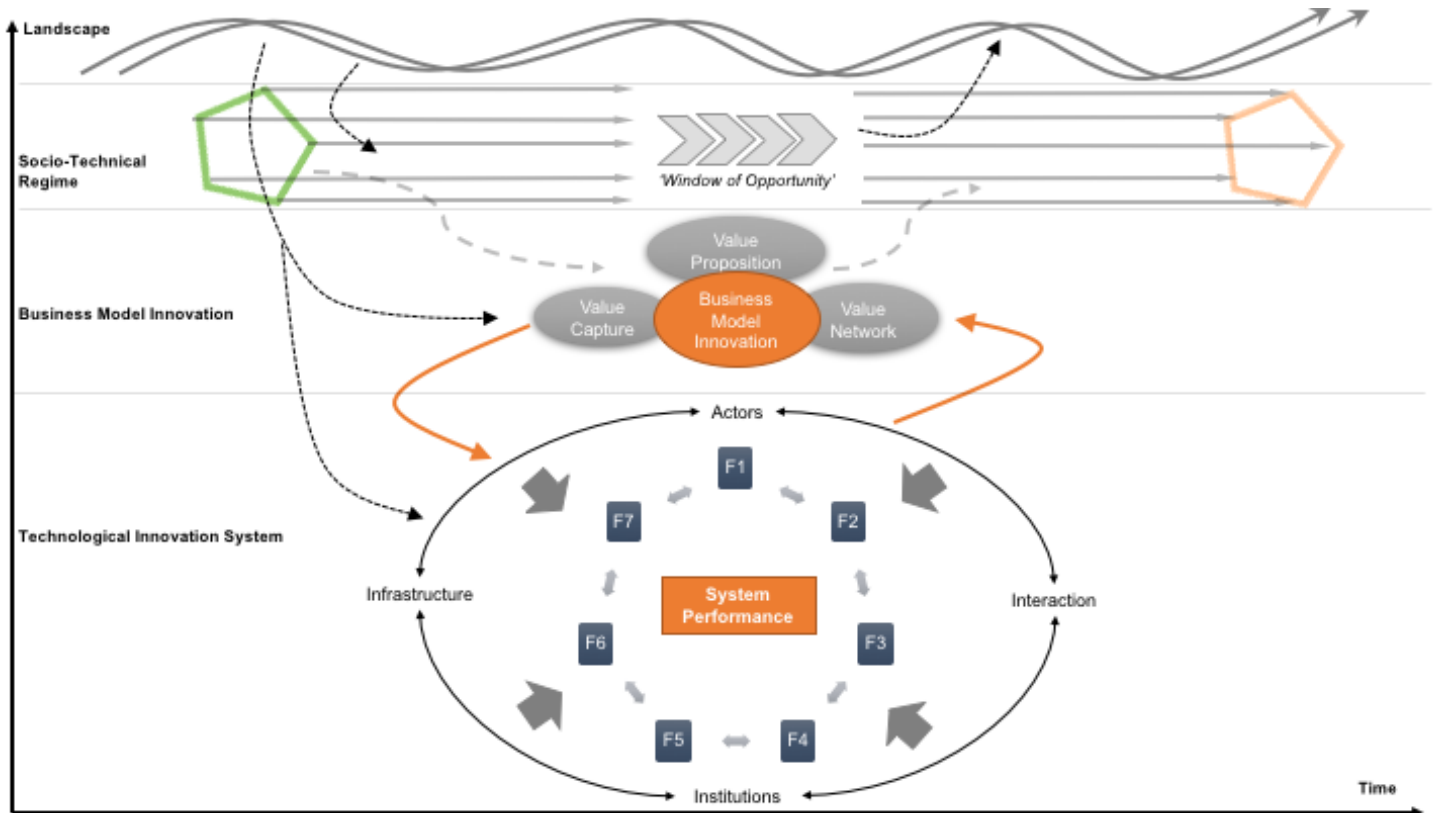 Landscape
Socio-Technical
Regime
'Window of Opportunity'
Value
Proposition
Business Model Innovation
Value
Capture
Business
Model
Innovation
Value
Network
Actors
F1
F7
F2
Technological Innovation System
Infrastructure
System
Performance
Interaction
F6
F3
F5
F4
Institutions
Time